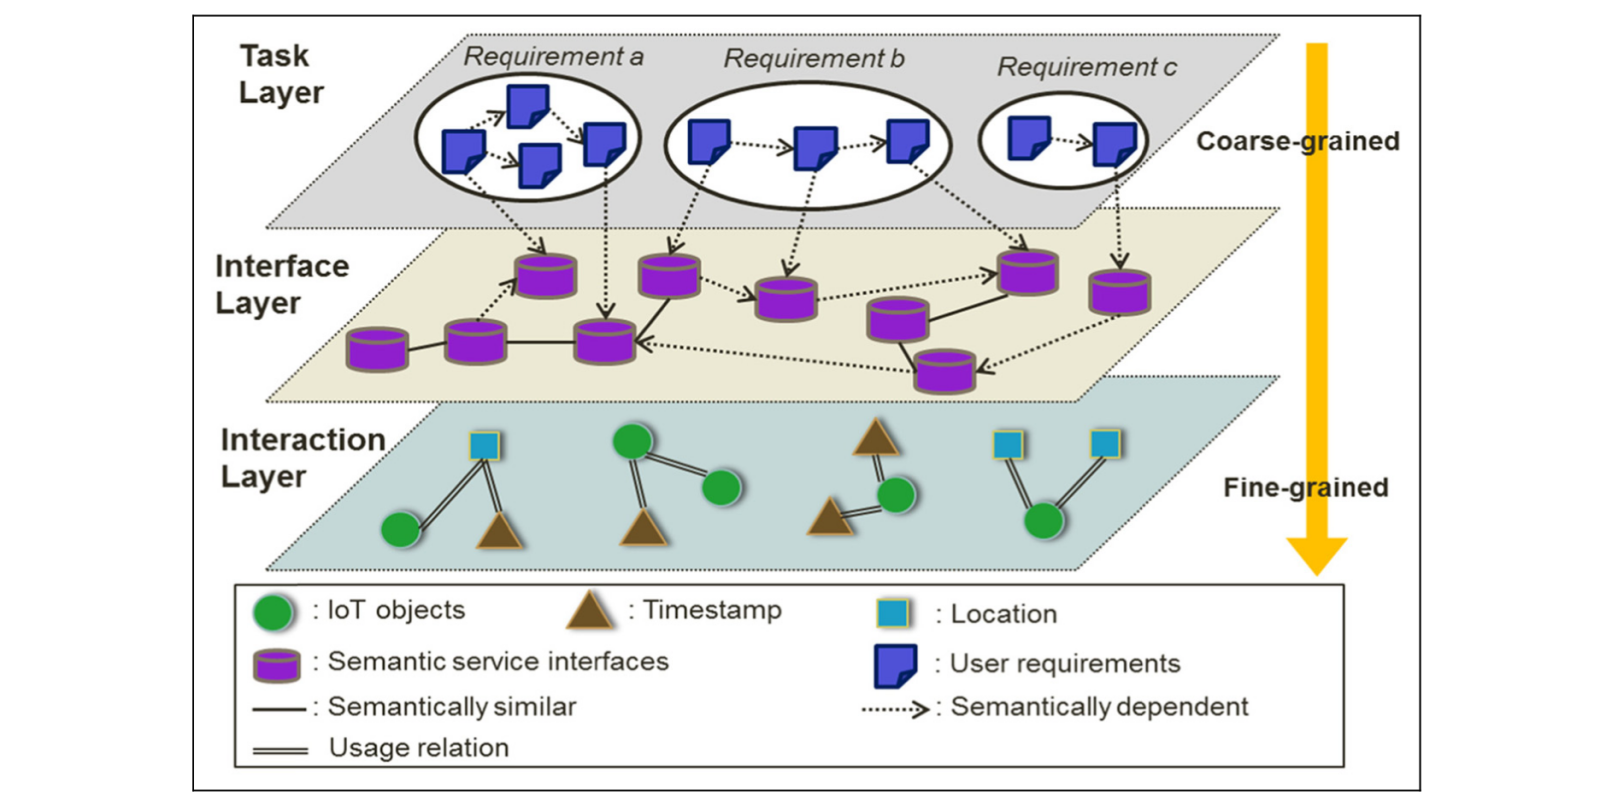 Task
Layer
Requirement a
Requirement b
Requirement c
Coarse-grained
Interface
Layer
Interaction
Layer
Fine-grained
: IoT objects
: Timestamp
: Location
: Semantic service interfaces
: User requirements
: Semantically similar
: Semantically dependent
Usage relation